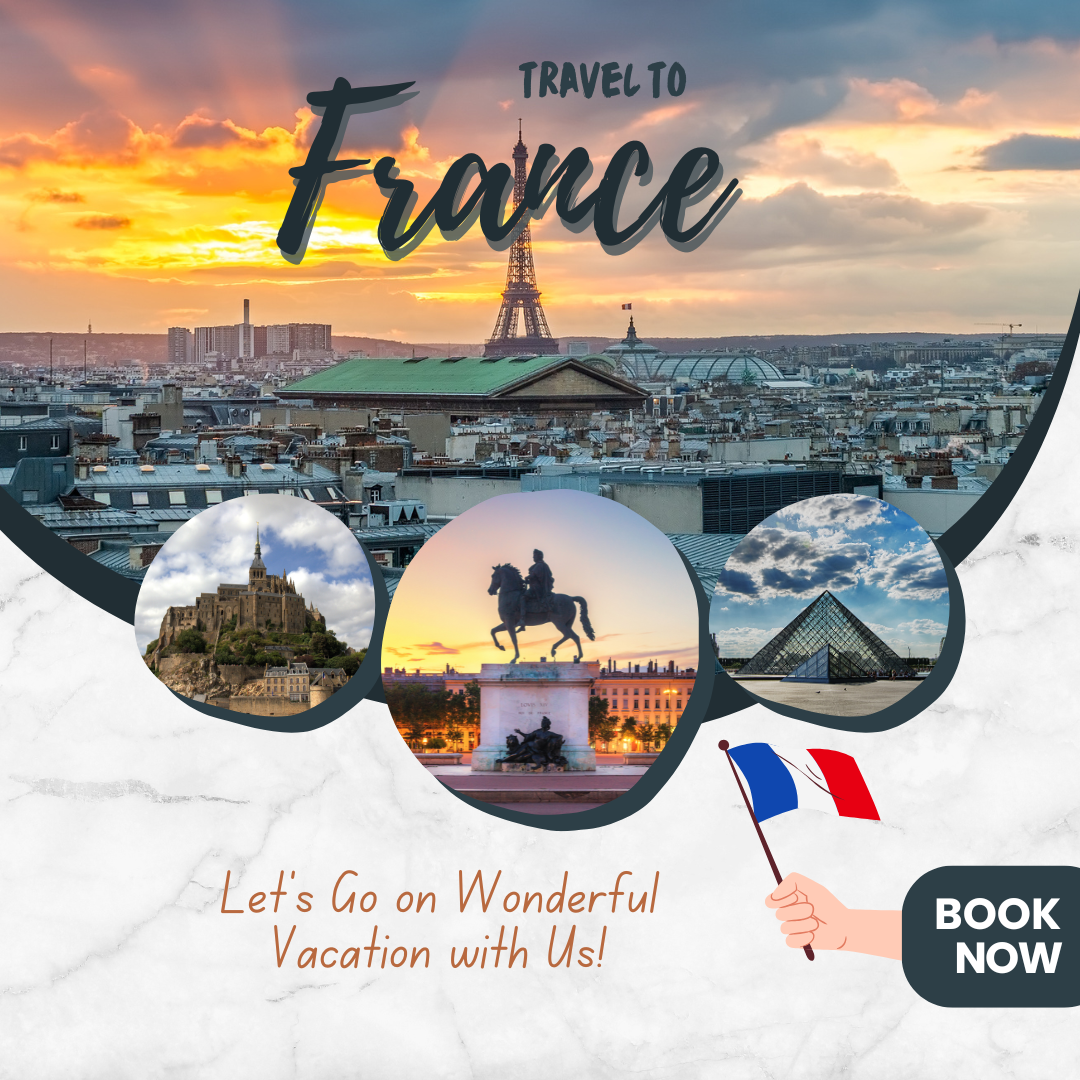 TRAVEL TO
France
Let's Go on Wonderful
Vacation with Us!
BOOK
NOW